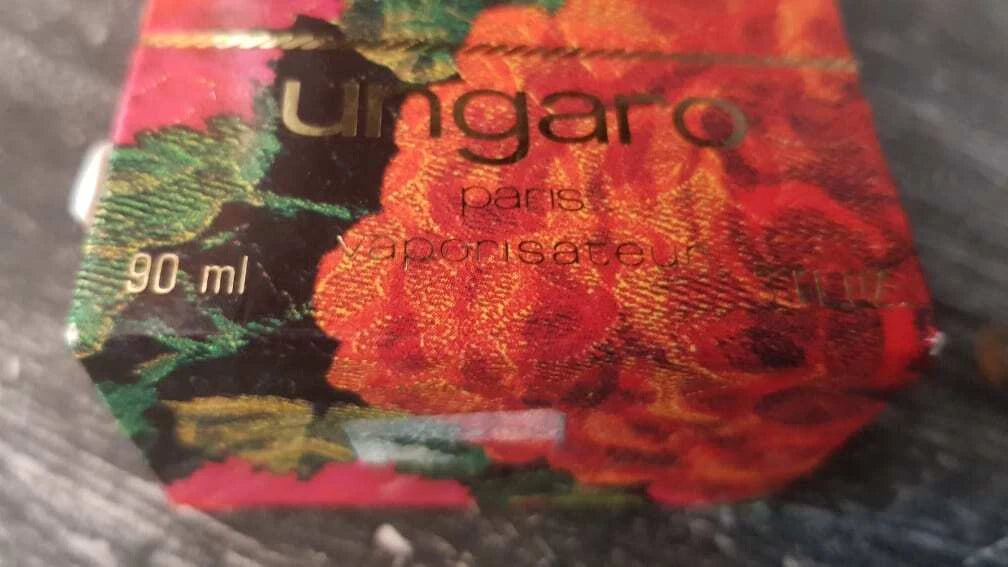 ungaro
paris
vaporisateur
90 ml